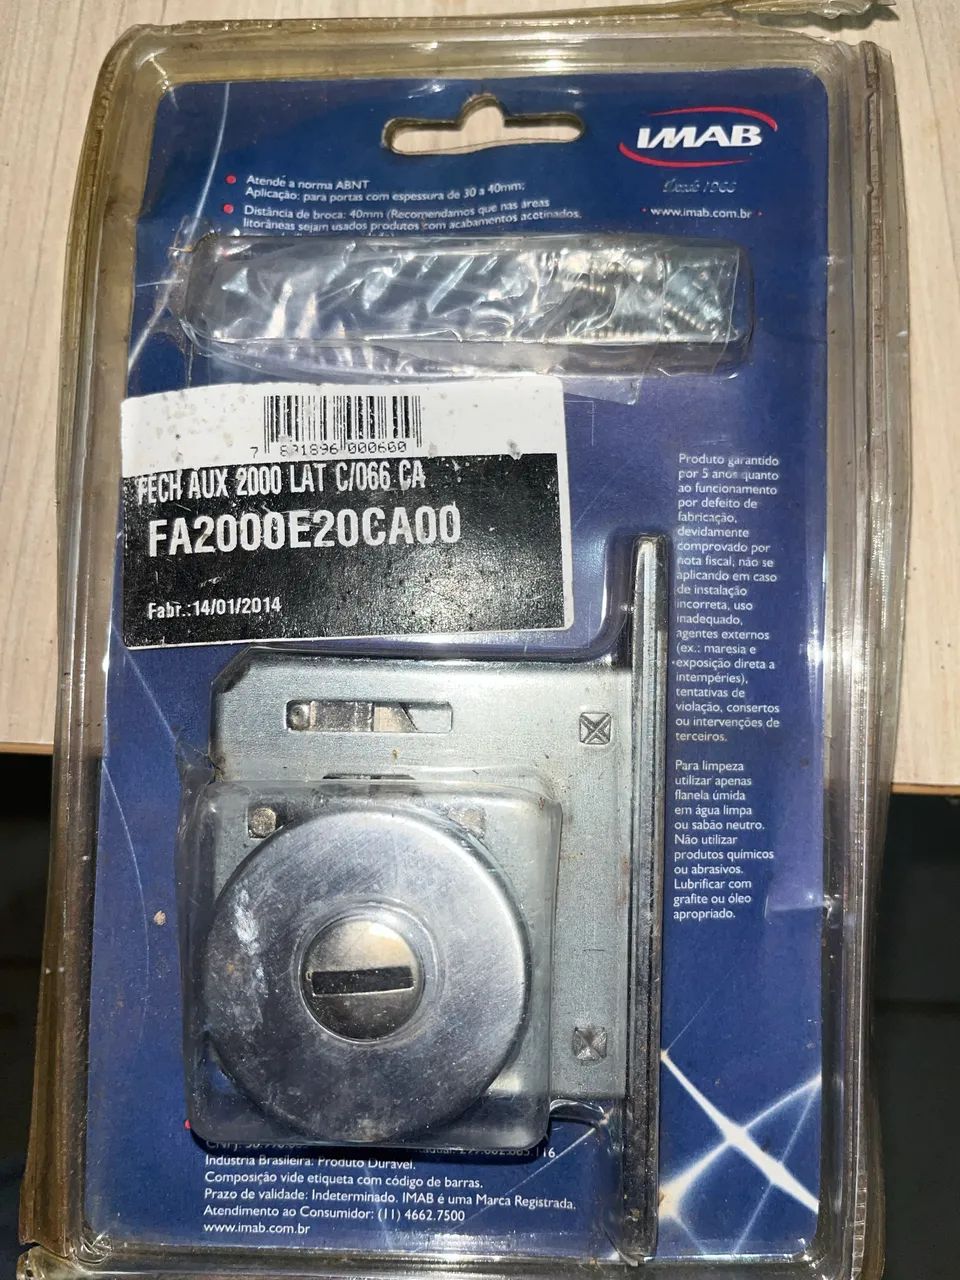 IMAB
Desde 1966
www.imab.com.br
Atende a norma ABNT
Aplicação: para portas com espessura de 30 a 40mm;
Distância de broca: 40mm (Recomendamos que nas áreas
litorâneas sejam usados produtos com acabamentos acetinados.
7 891896 000600
FECH AUX 2000 LAT C/066 CA
FA2000E20CA00
Fabr.:14/01/2014
Produto garantido
por 5 anos quanto
ao funcionamento
por defeito de
fabricação,
devidamente
comprovado por
nota fiscal, não se
aplicando em caso
de instalação
incorreta, uso
inadequado,
agentes externos
(ex.: maresia e
exposição direta a
intempéries),
tentativas de
violação, consertos
ou intervenções de
terceiros.
Para limpeza
utilizar apenas
flanela úmida
em água limpa
ou sabão neutro.
Não utilizar
produtos químicos
ou abrasivos.
Lubrificar com
grafite ou óleo
apropriado.
Industria Brasileira: Produto Durável.
Composição vide etiqueta com código de barras.
Prazo de validade: Indeterminado. IMAB é uma Marca Registrada.
Atendimento ao Consumidor: (11) 4662.7500
www.imab.com.br